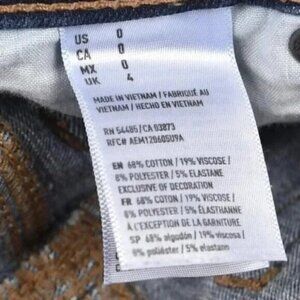 US 0
CA 0
MX 0
UK 4
MADE IN VIETNAM / FABRIQUÉ AU
VIETNAM / HECHO EN VIETNAM
RN 54485/CA 03873
RFC# AEM120605U9A
EN 68% COTTON / 19% VISCOSE /
8% POLYESTER / 5% ELASTANE
EXCLUSIVE OF DECORATION
FR 68% COTON / 19% VISCOSE /
8% POLYESTER / 5% ÉLASTHANNE
À L'EXCEPTION DE LA GARNITURE
SP 68% algodón / 19% viscosa /
8% poliéster / 5% elastano